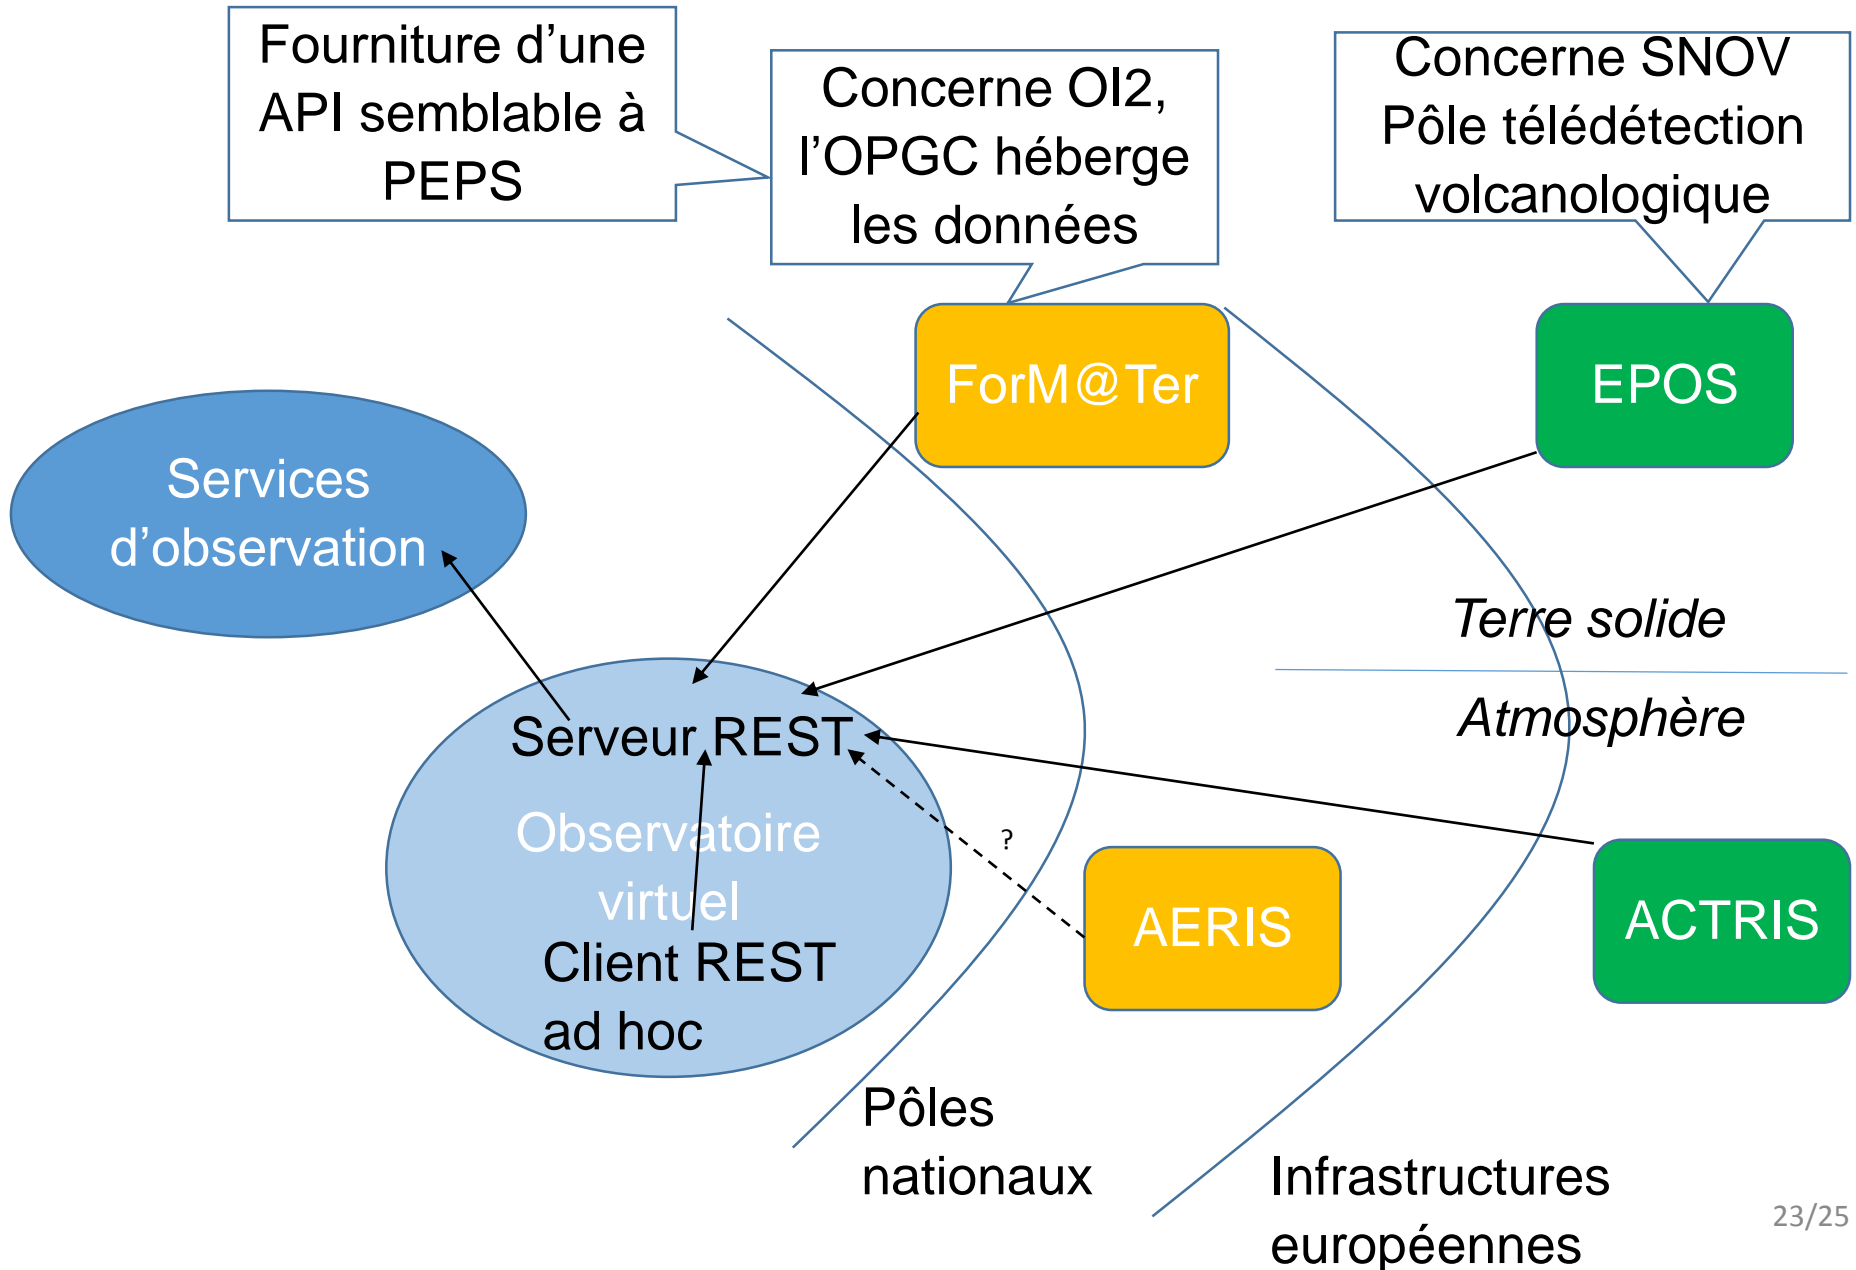 Fourniture d’une
API semblable à
PEPS
Concerne OI2,
l’OPGC héberge
les données
Concerne SNOV
Pôle télédétection
volcanologique
ForM@Ter
EPOS
Services
d’observation
Terre solide
Atmosphère
Serveur REST
Observatoire
virtuel
Client REST
ad hoc
?
AERIS
ACTRIS
Pôles
nationaux
Infrastructures
européennes
23/25